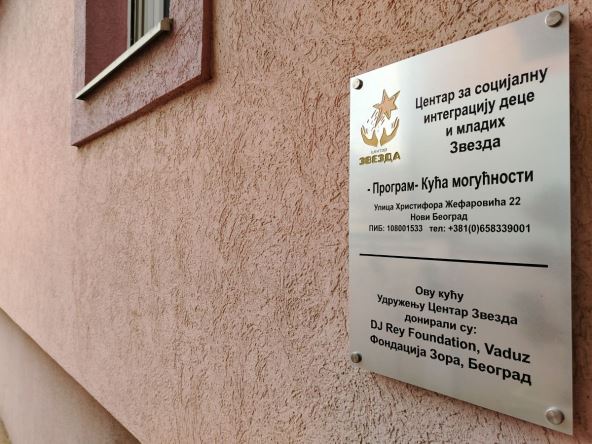 Центар за социјалну
интеграцију деце
и младих
Звезда
ЦЕНТАР
ЗВЕЗДА
- Програм- Кућа могућности
Улица Христифора Жефаровића 22
Нови Београд
ПИБ: 108001533 тел: +381(0)658339001
Ову кућу
Удружењу Центар Звезда
донирали су:
DJ Rey Foundation, Vaduz
Фондација Зора, Београд